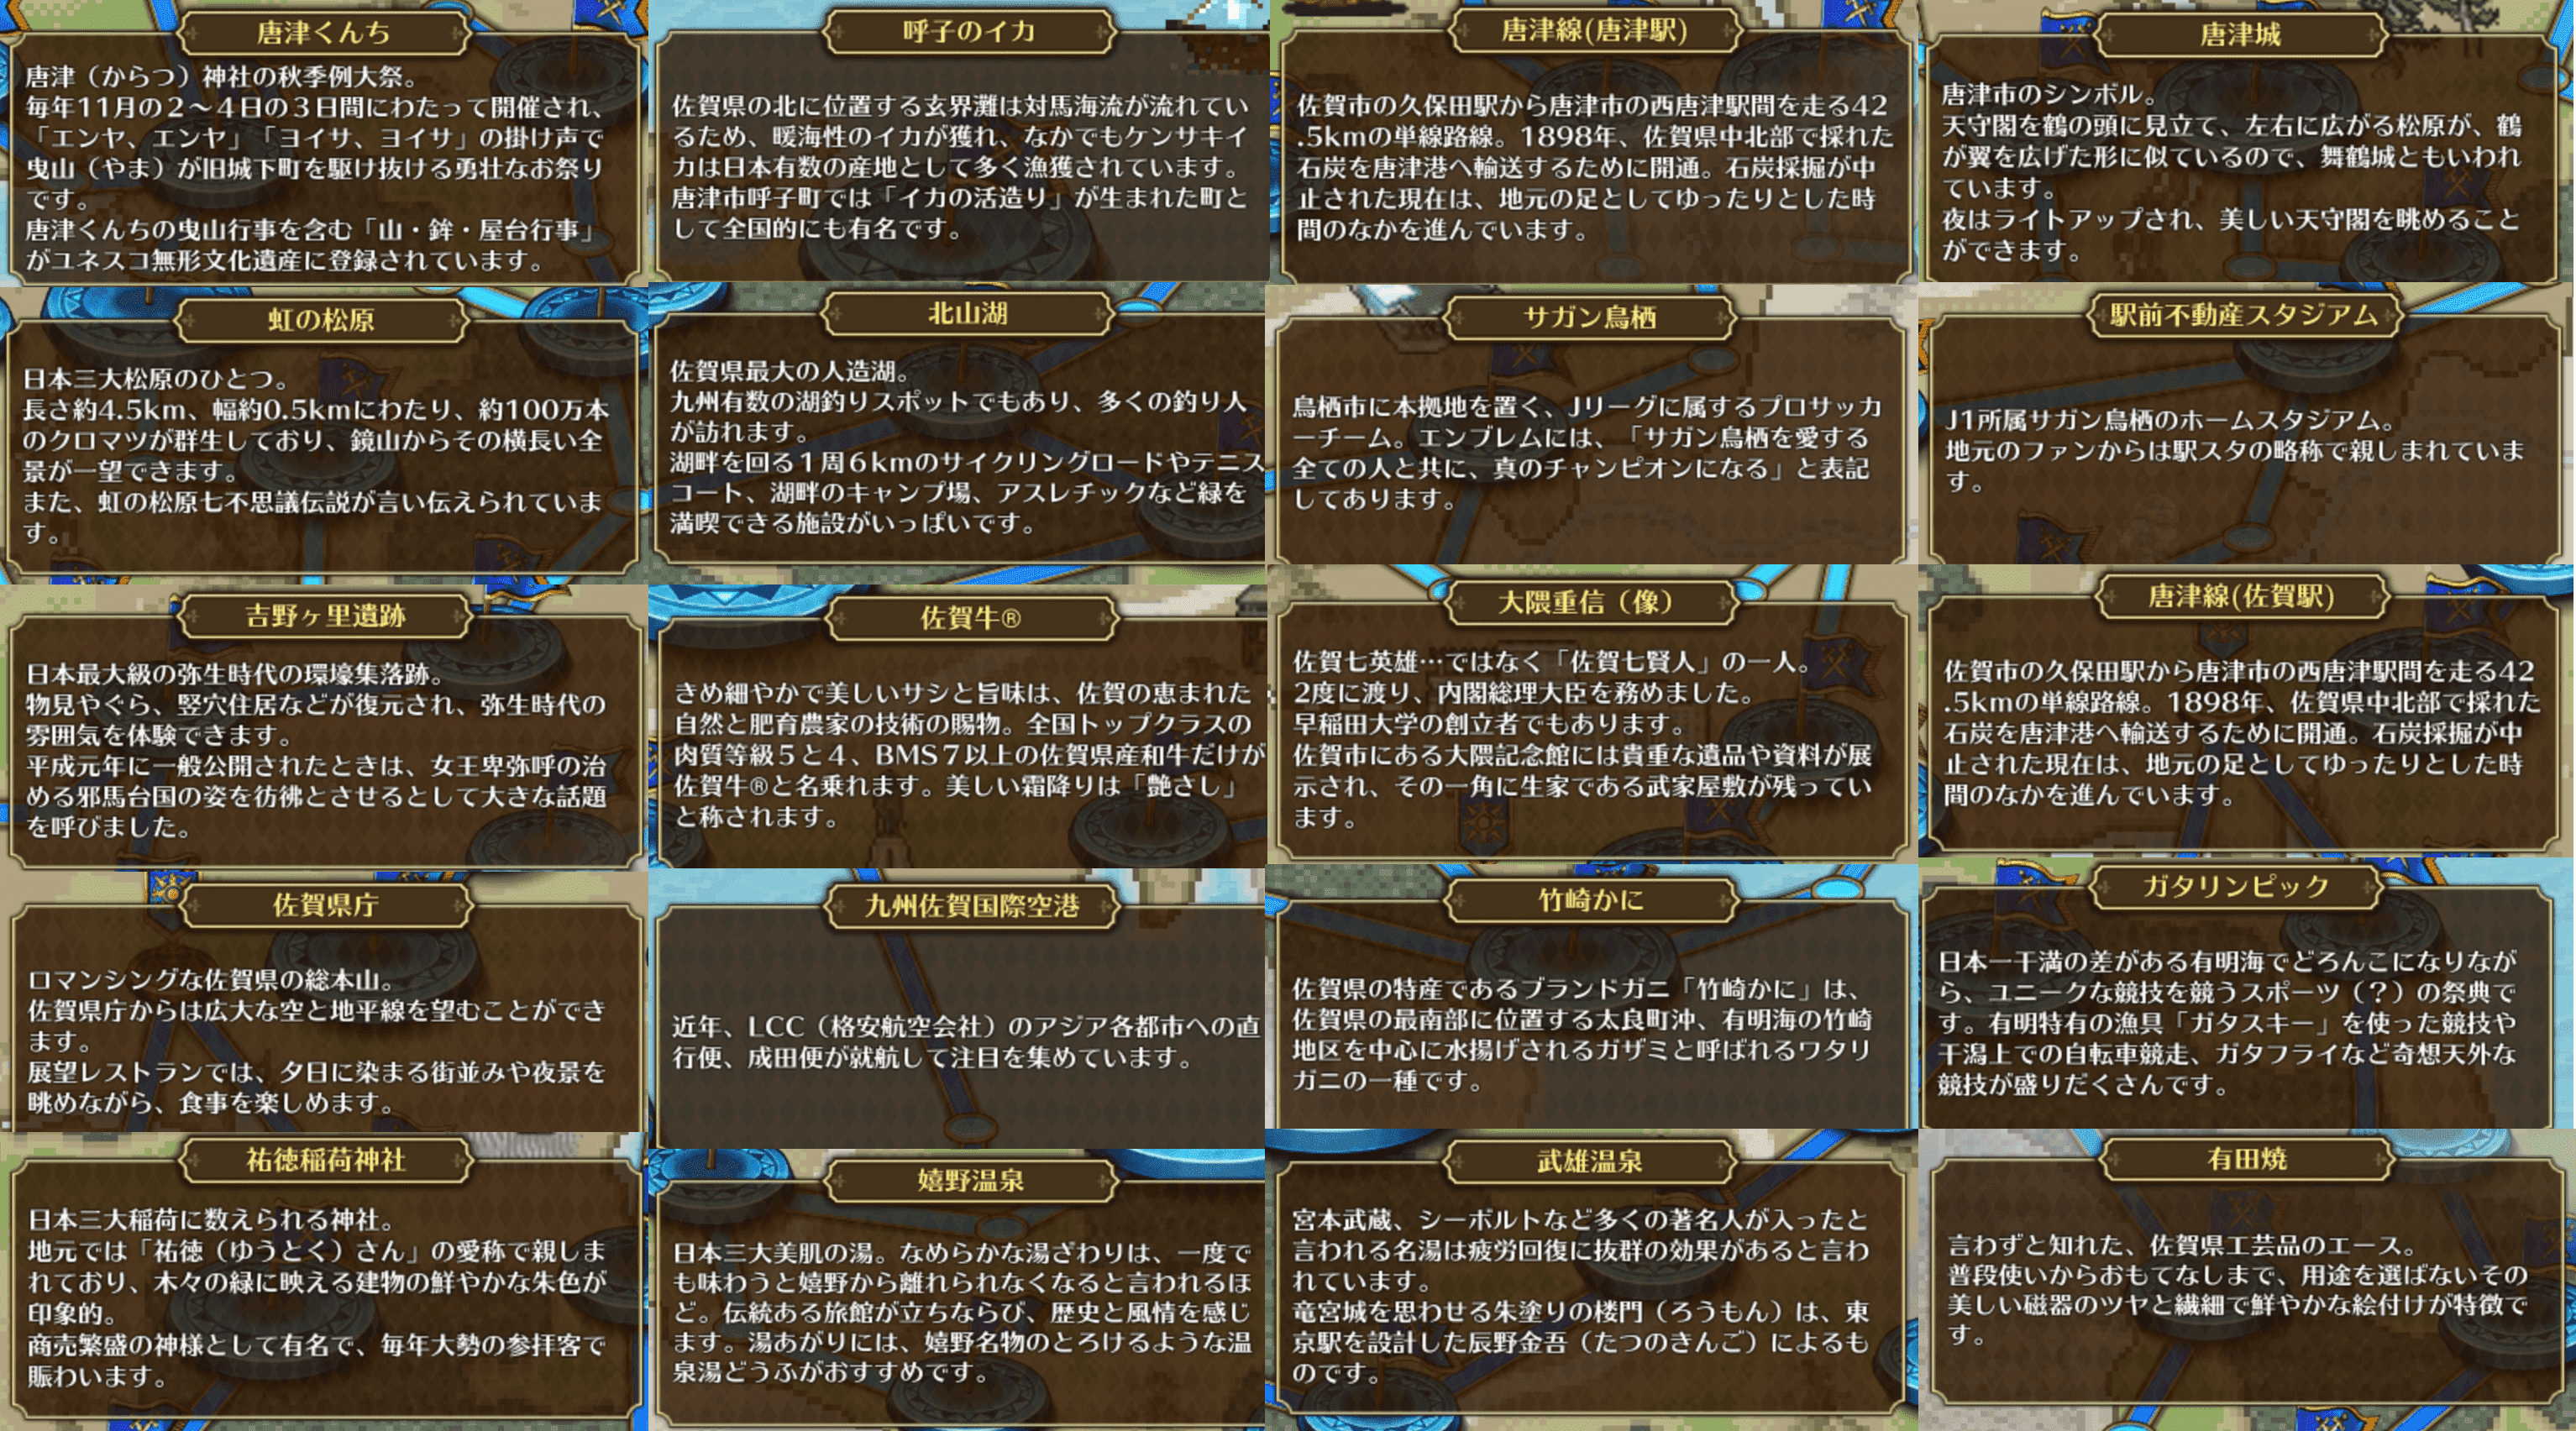 唐津くんち
唐津（からつ）神社の秋季例大祭。
毎年11月の２～４日の３日間にわたって開催され、
「エンヤ、エンヤ」「ヨイサ、ヨイサ」の掛け声で
曳山（やま）が旧城下町を駆け抜ける勇壮なお祭り
です。
唐津くんちの曳山行事を含む「山・鉾・屋台行事」
がユネスコ無形文化遺産に登録されています。
呼子のイカ
佐賀県の北に位置する玄界灘は対馬海流が流れてい
るため、暖海性のイカが獲れ、なかでもケンサキイ
カは日本有数の産地として多く漁獲されています。
唐津市呼子町では「イカの活造り」が生まれた町と
して全国的にも有名です。
唐津線(唐津駅)
佐賀市の久保田駅から唐津市の西唐津駅間を走る42
.5kmの単線路線。1898年、佐賀県中北部で採れた
石炭を唐津港へ輸送するために開通。石炭採掘が中
止された現在は、地元の足としてゆったりとした時
間のなかを進んでいます。
唐津城
唐津市のシンボル。
天守閣を鶴の頭に見立て、左右に広がる松原が、鶴
が翼を広げた形に似ているので、舞鶴城ともいわれ
ています。
夜はライトアップされ、美しい天守閣を眺めること
ができます。
虹の松原
日本三大松原のひとつ。
長さ約4.5km、幅約0.5kmにわたり、約100万本
のクロマツが群生しており、鏡山からその横長い全
景が一望できます。
また、虹の松原七不思議伝説が言い伝えられていま
す。
北山湖
佐賀県最大の人造湖。
九州有数の湖釣りスポットでもあり、多くの釣り人
が訪れます。
湖畔を回る１周６kmのサイクリングロードやテニス
コート、湖畔のキャンプ場、アスレチックなど緑を
満喫できる施設がいっぱいです。
サガン鳥栖
鳥栖市に本拠地を置く、Jリーグに属するプロサッカ
ーチーム。エンブレムには、「サガン鳥栖を愛する
全ての人と共に、真のチャンピオンになる」と表記
してあります。
駅前不動産スタジアム
J1所属サガン鳥栖のホームスタジアム。
地元のファンからは駅スタの略称で親しまれていま
す。
吉野ヶ里遺跡
日本最大級の弥生時代の環壕集落跡。
物見やぐら、竪穴住居などが復元され、弥生時代の
雰囲気を体験できます。
平成元年に一般公開されたときは、女王卑弥呼の治
める邪馬台国の姿を彷彿とさせるとして大きな話題
を呼びました。
佐賀牛®
きめ細やかで美しいサシと旨味は、佐賀の恵まれた
自然と肥育農家の技術の賜物。全国トップクラスの
肉質等級５と４、BMS７以上の佐賀県産和牛だけが
佐賀牛®と名乗れます。美しい霜降りは「艶さし」
と称されます。
大隈重信（像）
佐賀七英雄…ではなく「佐賀七賢人」の一人。
2度に渡り、内閣総理大臣を務めました。
早稲田大学の創立者でもあります。
佐賀市にある大隈記念館には貴重な遺品や資料が展
示され、その一角に生家である武家屋敷が残ってい
ます。
唐津線(佐賀駅)
佐賀市の久保田駅から唐津市の西唐津駅間を走る42
.5kmの単線路線。1898年、佐賀県中北部で採れた
石炭を唐津港へ輸送するために開通。石炭採掘が中
止された現在は、地元の足としてゆったりとした時
間のなかを進んでいます。
佐賀県庁
ロマンシングな佐賀県の総本山。
佐賀県庁からは広大な空と地平線を望むことができ
ます。
展望レストランでは、夕日に染まる街並みや夜景を
眺めながら、食事を楽しめます。
九州佐賀国際空港
近年、LCC（格安航空会社）のアジア各都市への直
行便、成田便が就航して注目を集めています。
竹崎かに
佐賀県の特産であるブランドガニ「竹崎かに」は、
佐賀県の最南部に位置する太良町沖、有明海の竹崎
地区を中心に水揚げされるガザミと呼ばれるワタリ
ガニの一種です。
ガタリンピック
日本一干満の差がある有明海でどろんこになりなが
ら、ユニークな競技を競うスポーツ（？）の祭典で
す。有明特有の漁具「ガタスキー」を使った競技や
干潟上での自転車競走、ガタフライなど奇想天外な
競技が盛りだくさんです。
祐徳稲荷神社
日本三大稲荷に数えられる神社。
地元では「祐徳（ゆうとく）さん」の愛称で親しま
れており、木々の緑に映える建物の鮮やかな朱色が
印象的。
商売繁盛の神様として有名で、毎年大勢の参拝客で
賑わいます。
嬉野温泉
日本三大美肌の湯。なめらかな湯ざわりは、一度で
も味わうと嬉野から離れられなくなると言われるほ
ど。伝統ある旅館が立ちならび、歴史と風情を感じ
ます。湯あがりには、嬉野名物のとろけるような温
泉湯どうふがおすすめです。
武雄温泉
宮本武蔵、シーボルトなど多くの著名人が入ったと
言われる名湯は疲労回復に抜群の効果があると言わ
れています。
竜宮城を思わせる朱塗りの楼門（ろうもん）は、東
京駅を設計した辰野金吾（たつのきんご）によるも
のです。
有田焼
言わずと知れた、佐賀県工芸品のエース。
普段使いからおもてなしまで、用途を選ばないその
美しい磁器のツヤと繊細で鮮やかな絵付けが特徴で
す。